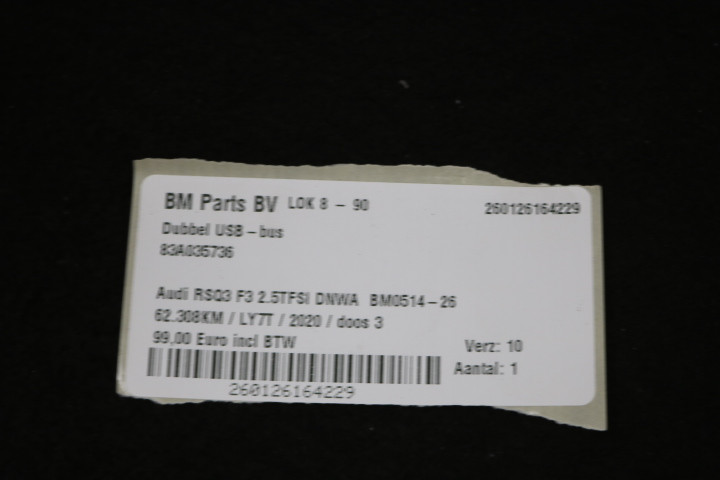 BM Parts BV LOK 8 - 90 260126164229
Dubbel USB-bus
83A035736
Audi RSQ3 F3 2.5TFSI DNWA BM0514-26
62.308KM / LY7T / 2020 / doos 3
99,00 Euro incl BTW Verz: 10
Aantal: 1
260126164229